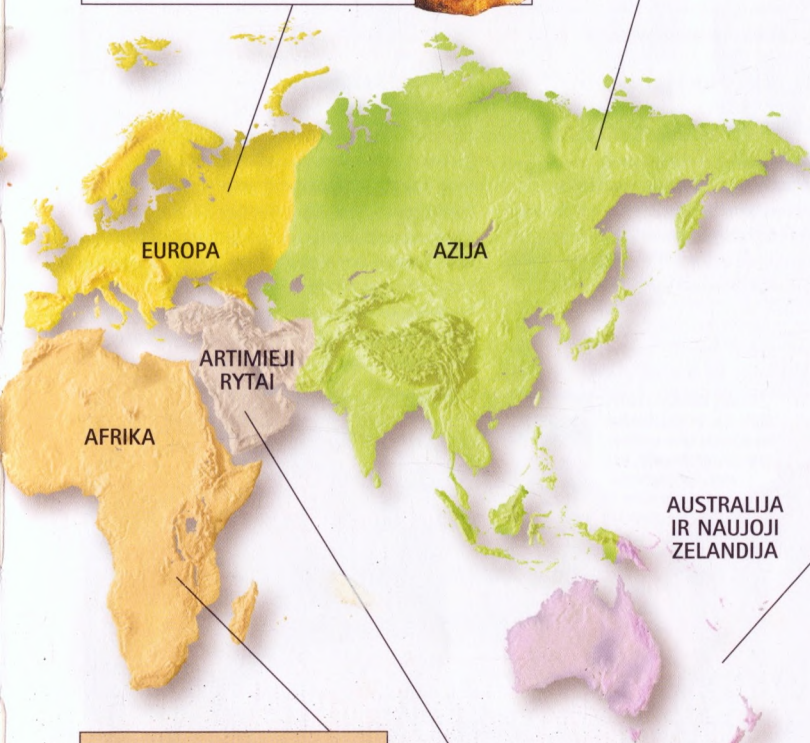 EUROPA
AZIJA
ARTIMIEJI
RYTAI
AFRIKA
AUSTRALIJA
IR NAUJOJI
ZELANDIJA